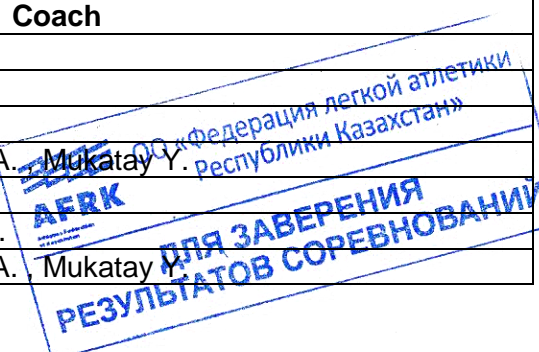 Coach
A. , Mukatay Y.
.
A. , Mukatay Y.
ОО «Федерация легкой атлетики
Республики Казахстан»
AFRK
ДЛЯ ЗАВЕРЕНИЯ
РЕЗУЛЬТАТОВ СОРЕВНОВАНИЙ